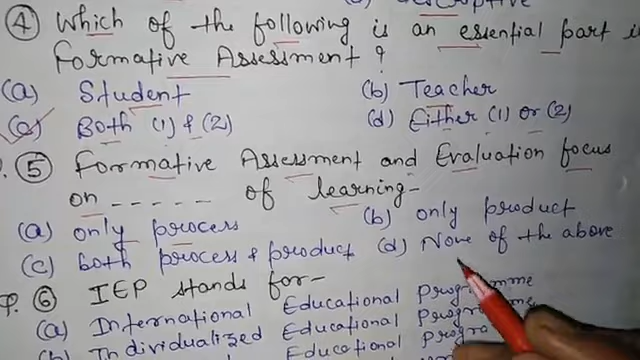 ④ Which of the following is an essential part
Formative Assessment ?
(a) Student (b) Teacher
(c) Both (1) & (2) (d) Either (1) or (2)
⑤ Formative Assessment and Evaluation focus
on _ _ _ _ _ of learning-
(a) only process (b) only product
(c) both process & product (d) None of the above
⑥ IEP stands for-
(a) International Educational Programme
(b) Individualized Educational
Educational